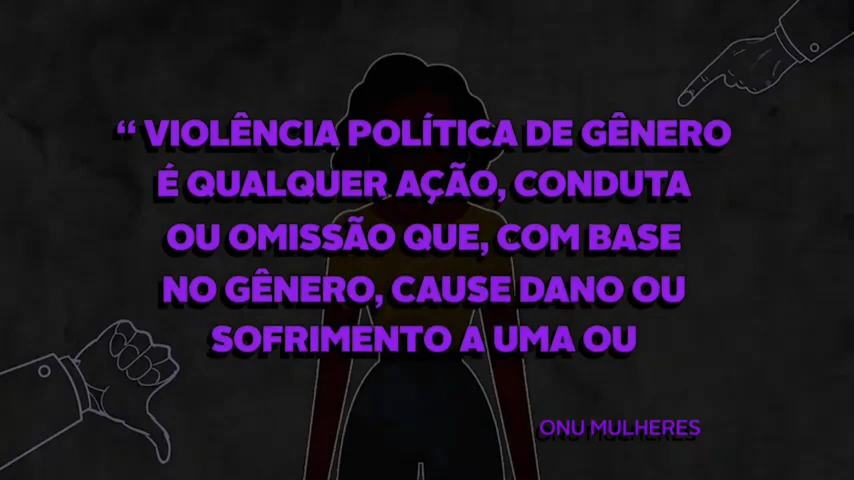 “ VIOLÊNCIA POLÍTICA DE GÊNERO
É QUALQUER AÇÃO, CONDUTA
OU OMISSÃO QUE, COM BASE
NO GÊNERO, CAUSE DANO OU
SOFRIMENTO A UMA OU
ONU MULHERES